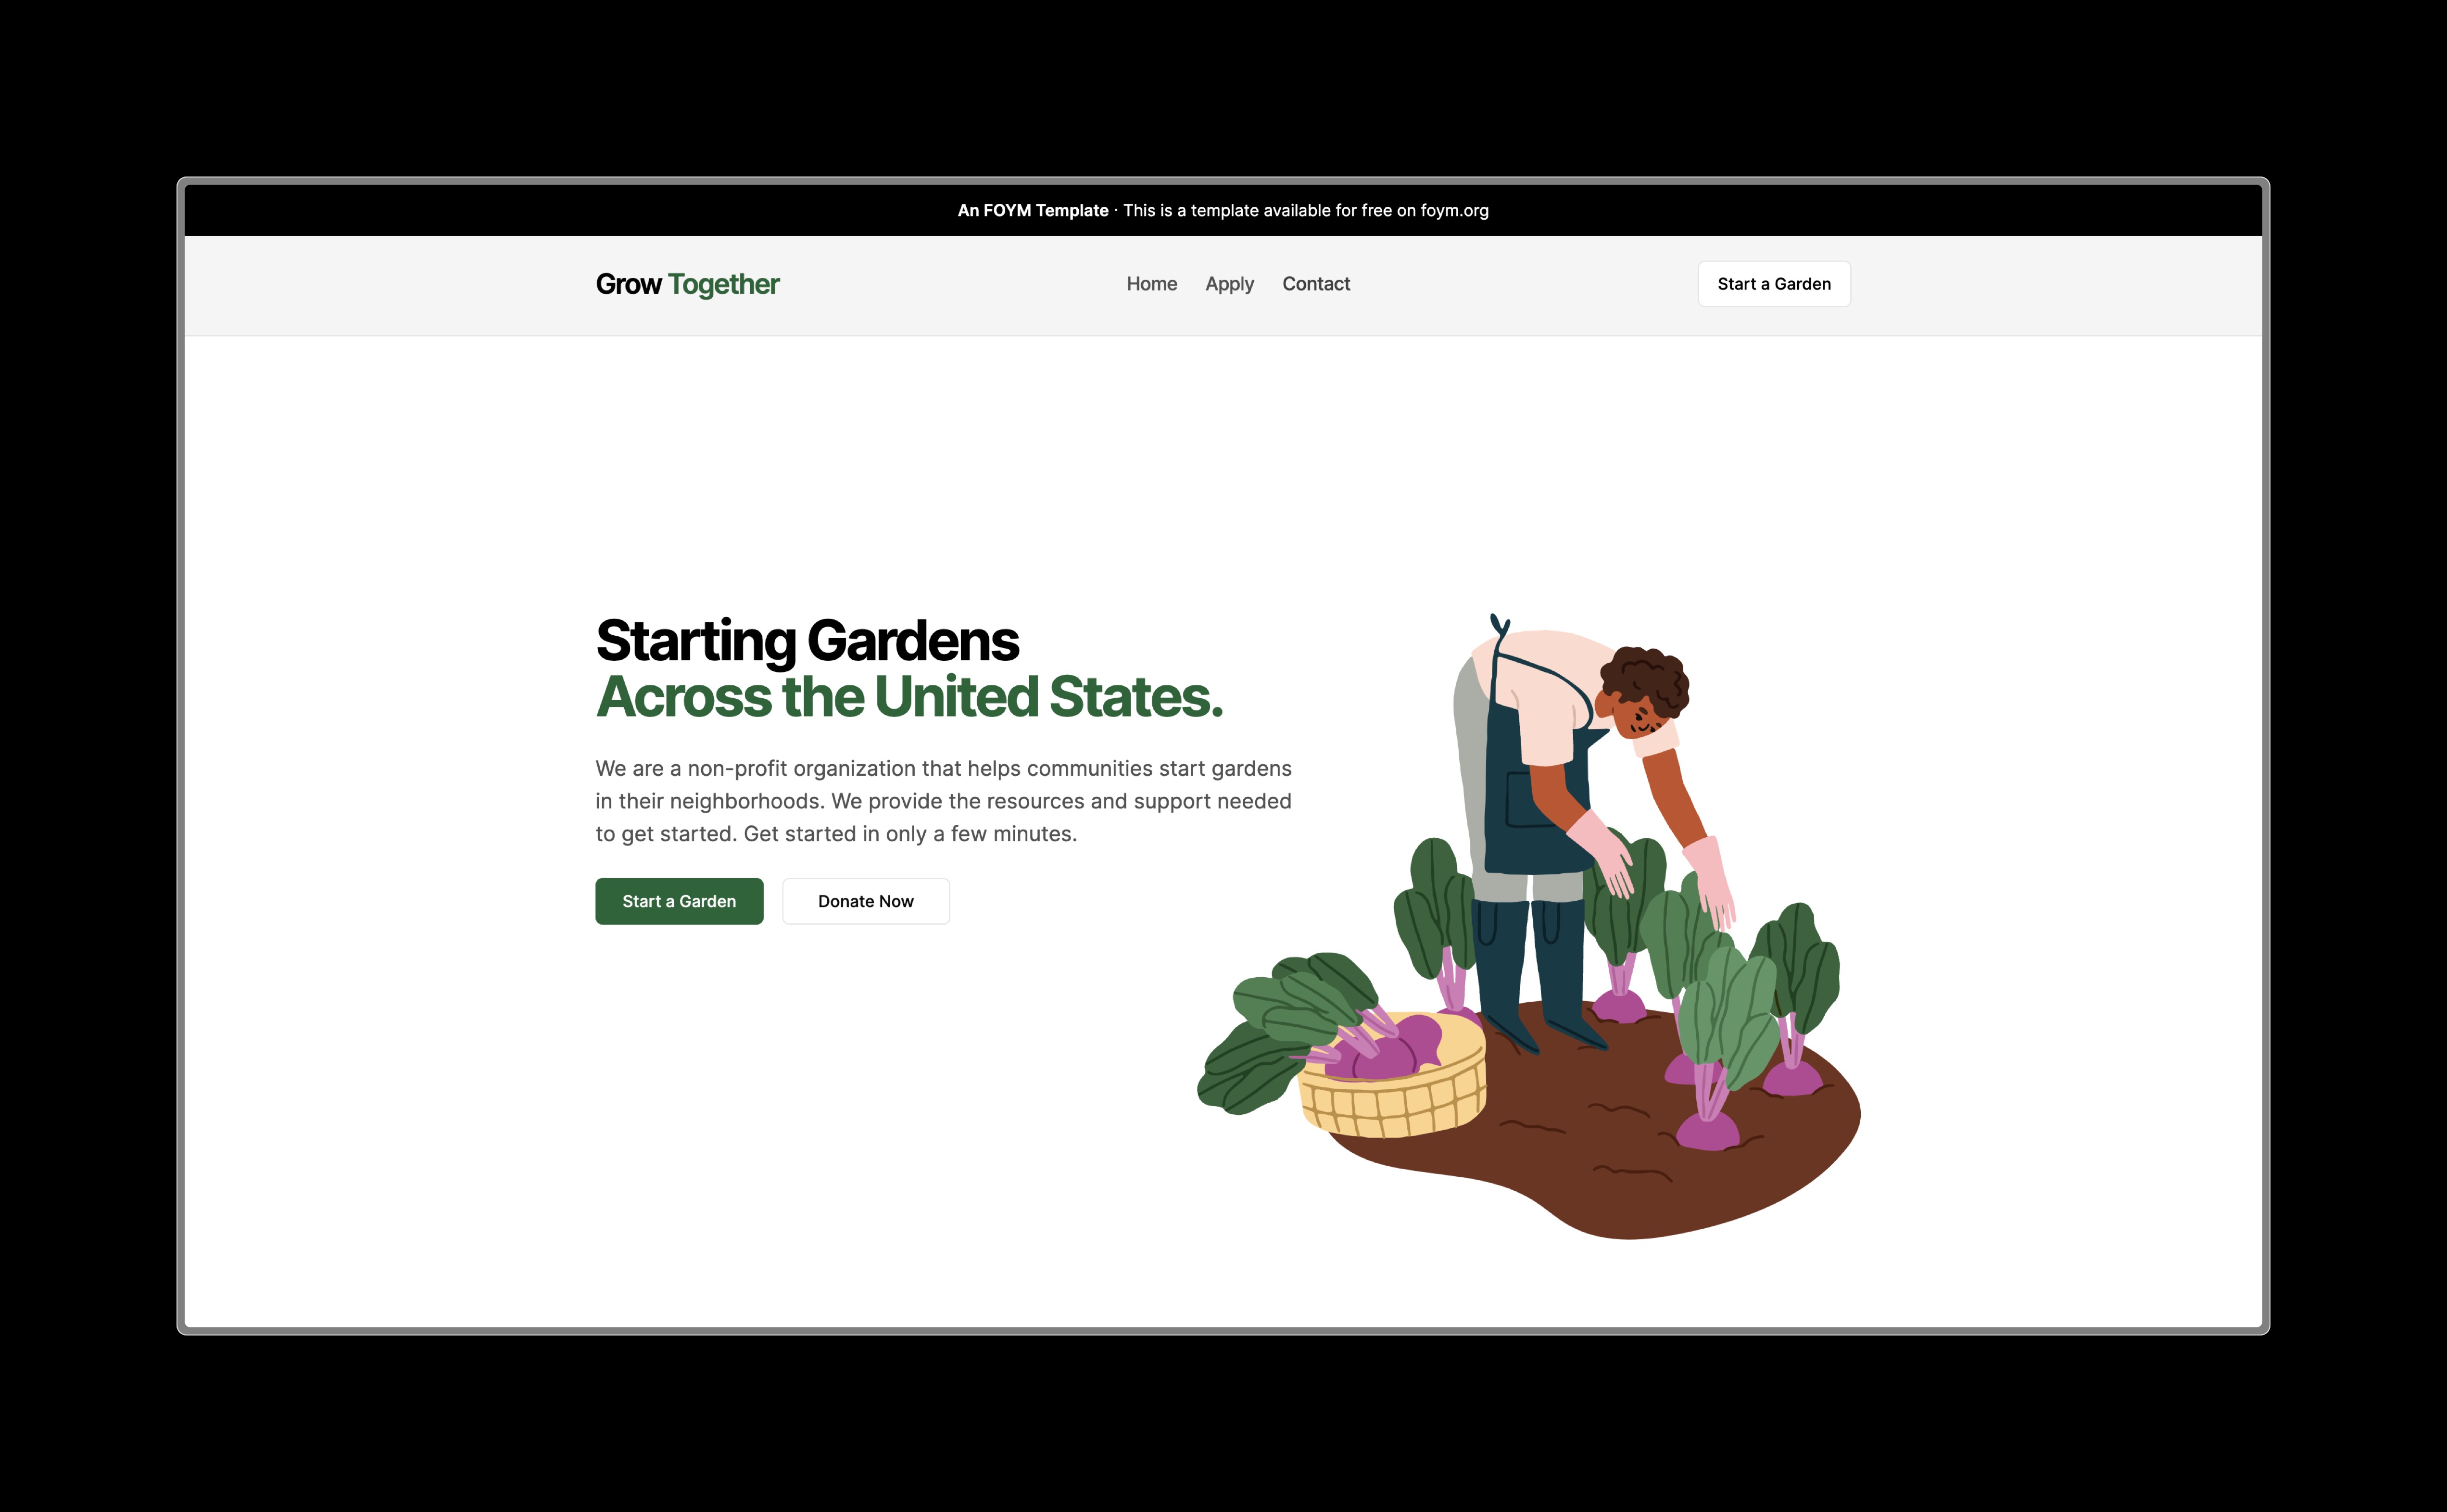 An FOYM Template · This is a template available for free on foym.org
Grow Together
Home
Apply
Contact
Start a Garden
Starting Gardens
Across the United States.
We are a non-profit organization that helps communities start gardens
in their neighborhoods. We provide the resources and support needed
to get started. Get started in only a few minutes.
Start a Garden
Donate Now